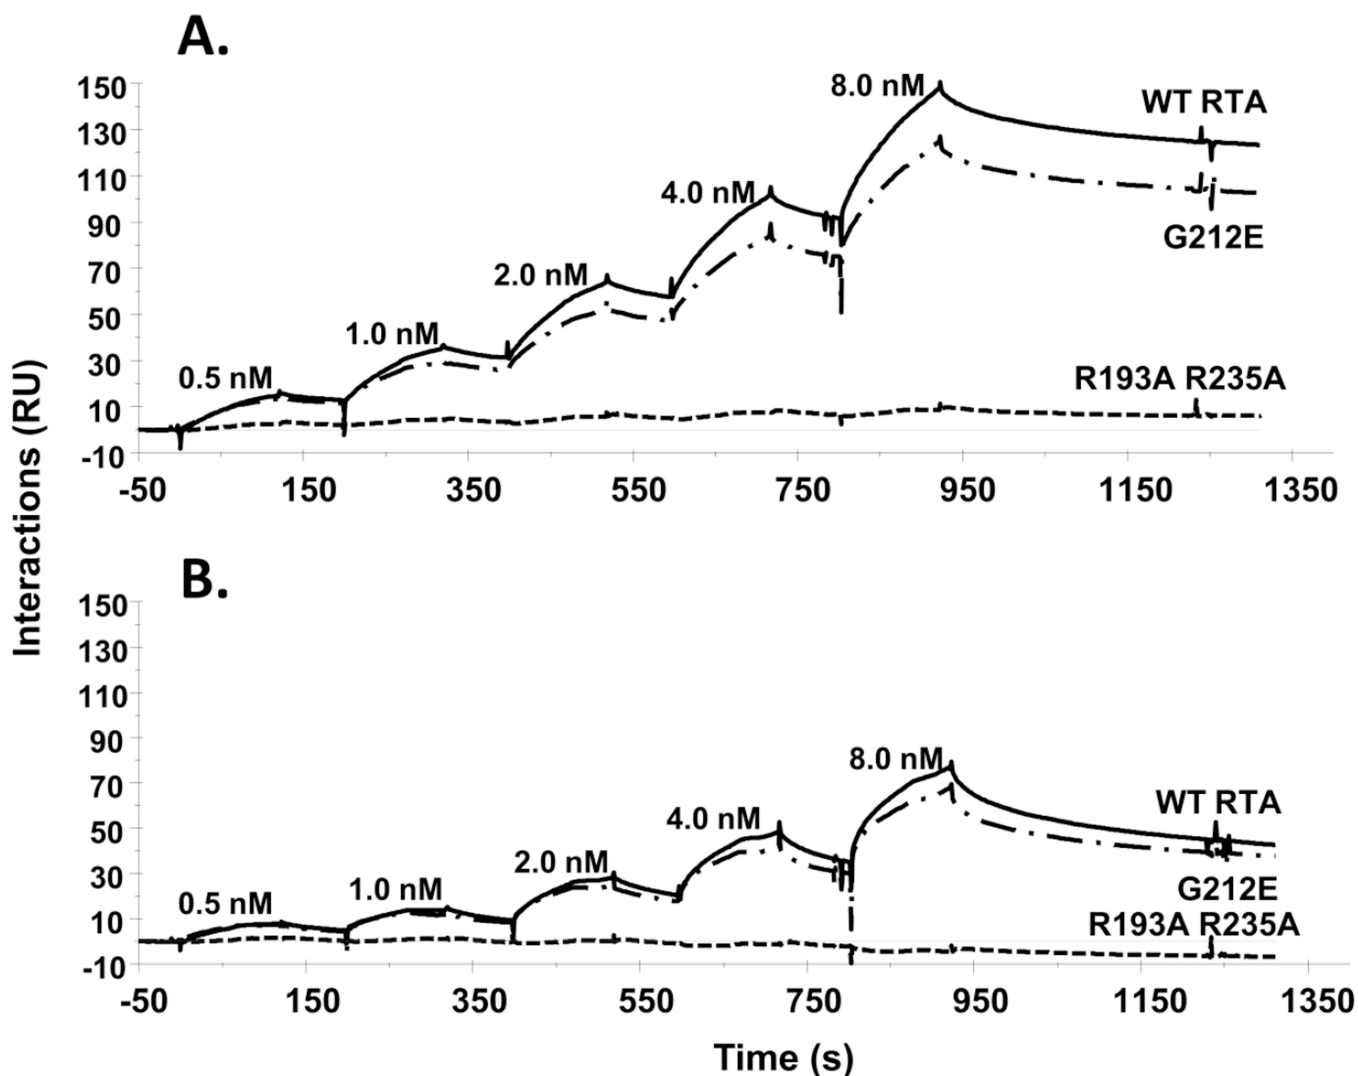 A.
150
130
110
90
70
50
30
10
-10
8.0 nM
WT RTA
4.0 nM
G212E
2.0 nM
1.0 nM
0.5 nM
R193A R235A
-50 150 350 550 750 950 1150 1350
Interactions (RU)
B.
150
130
110
90
70
50
30
10
-10
8.0 nM
WT RTA
4.0 nM
2.0 nM
G212E
0.5 nM
1.0 nM
R193A R235A
-50 150 350 550 750 950 1150 1350
Time (s)